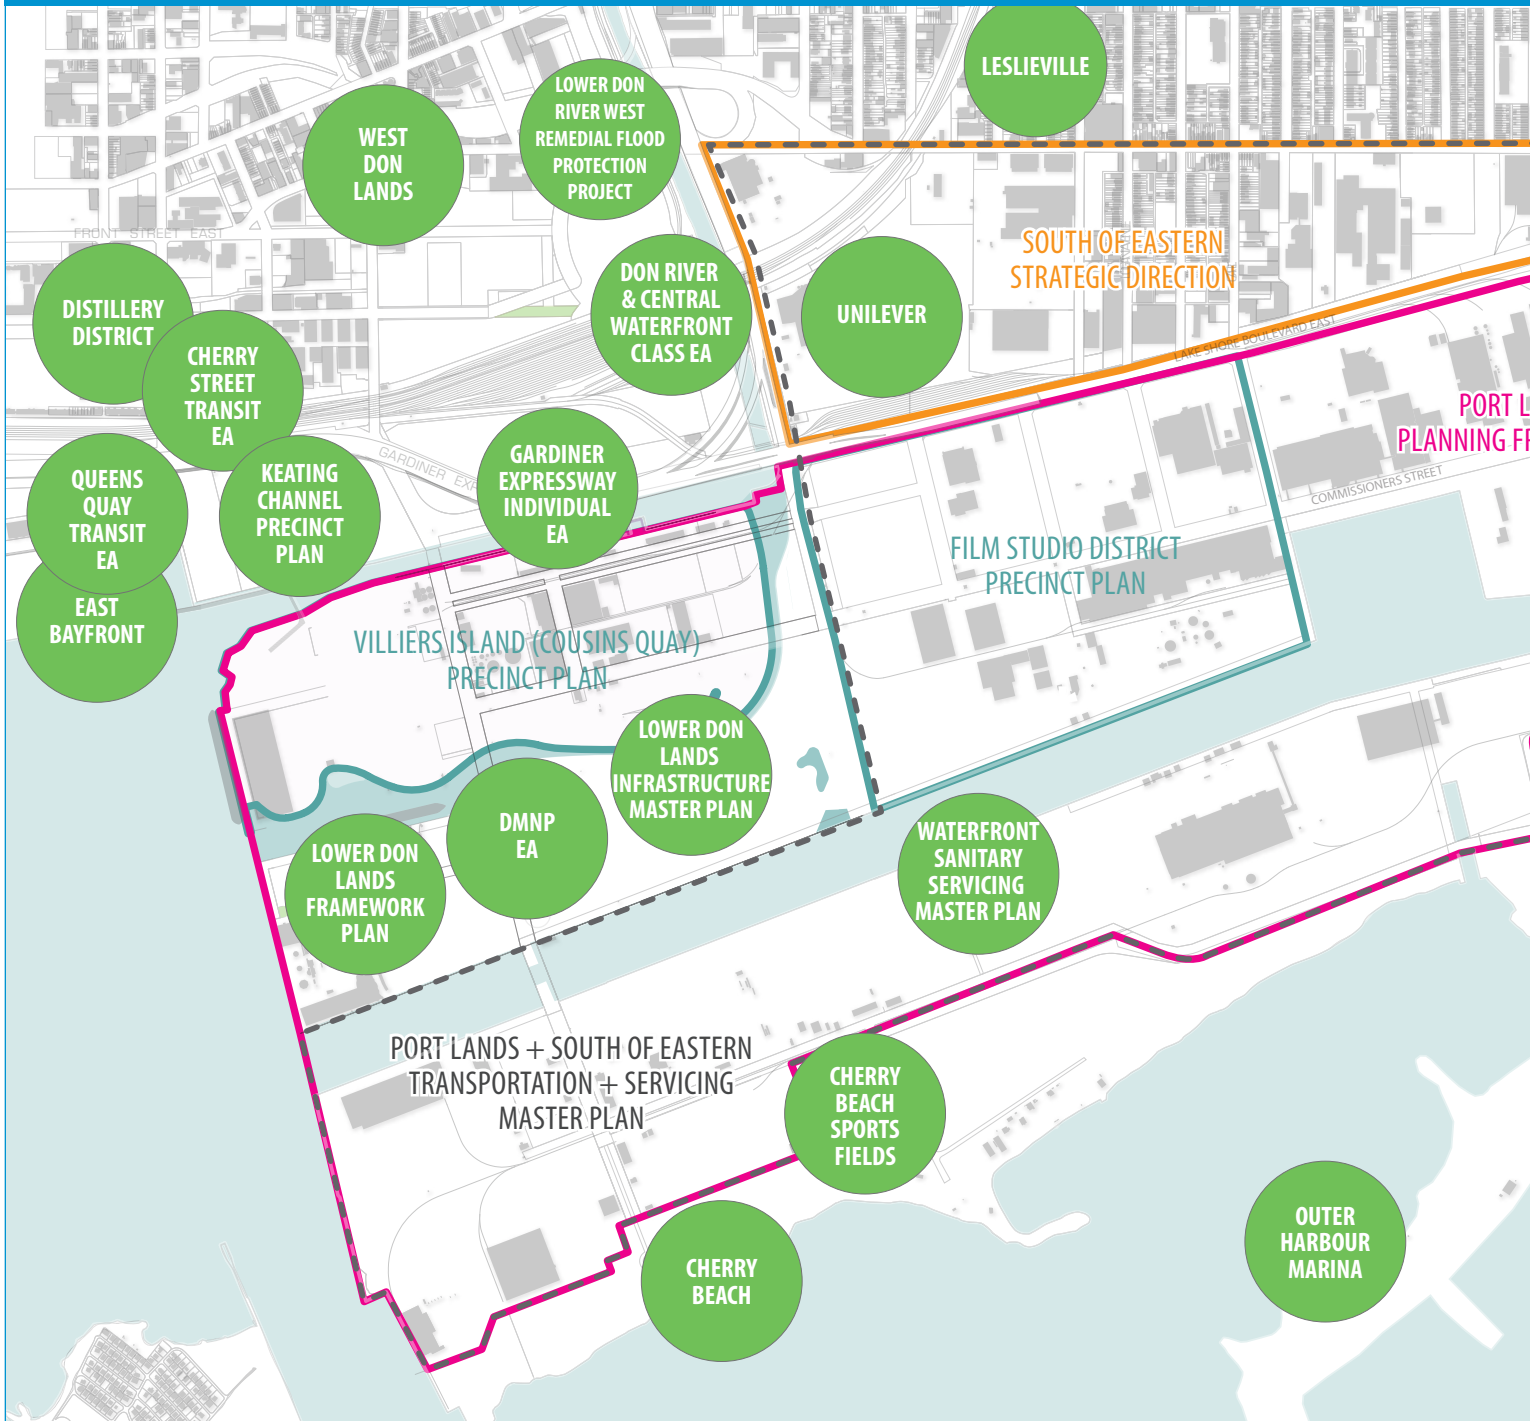 LESLIEVILLE
LOWER DON
RIVER WEST
REMEDIAL FLOOD
PROTECTION
PROJECT
WEST
DON
LANDS
FRONT STREET EAST
SOUTH OF EASTERN
STRATEGIC DIRECTION
DISTILLERY
DISTRICT
DON RIVER
& CENTRAL
WATERFRONT
CLASS EA
UNILEVER
LAKE SHORE BOULEVARD EAST
CHERRY
STREET
TRANSIT
EA
PORT L
PLANNING FR
QUEENS
QUAY
TRANSIT
EA
KEATING
CHANNEL
PRECINCT
PLAN
GARDINER EXP
GARDINER
EXPRESSWAY
INDIVIDUAL
EA
COMMISSIONERS STREET
FILM STUDIO DISTRICT
PRECINCT PLAN
EAST
BAYFRONT
VILLIERS ISLAND (COUSINS QUAY)
PRECINCT PLAN
LOWER DON
LANDS
INFRASTRUCTURE
MASTER PLAN
DMNP
EA
LOWER DON
LANDS
FRAMEWORK
PLAN
WATERFRONT
SANITARY
SERVICING
MASTER PLAN
PORT LANDS + SOUTH OF EASTERN
TRANSPORTATION + SERVICING
MASTER PLAN
CHERRY
BEACH
SPORTS
FIELDS
CHERRY
BEACH
OUTER
HARBOUR
MARINA